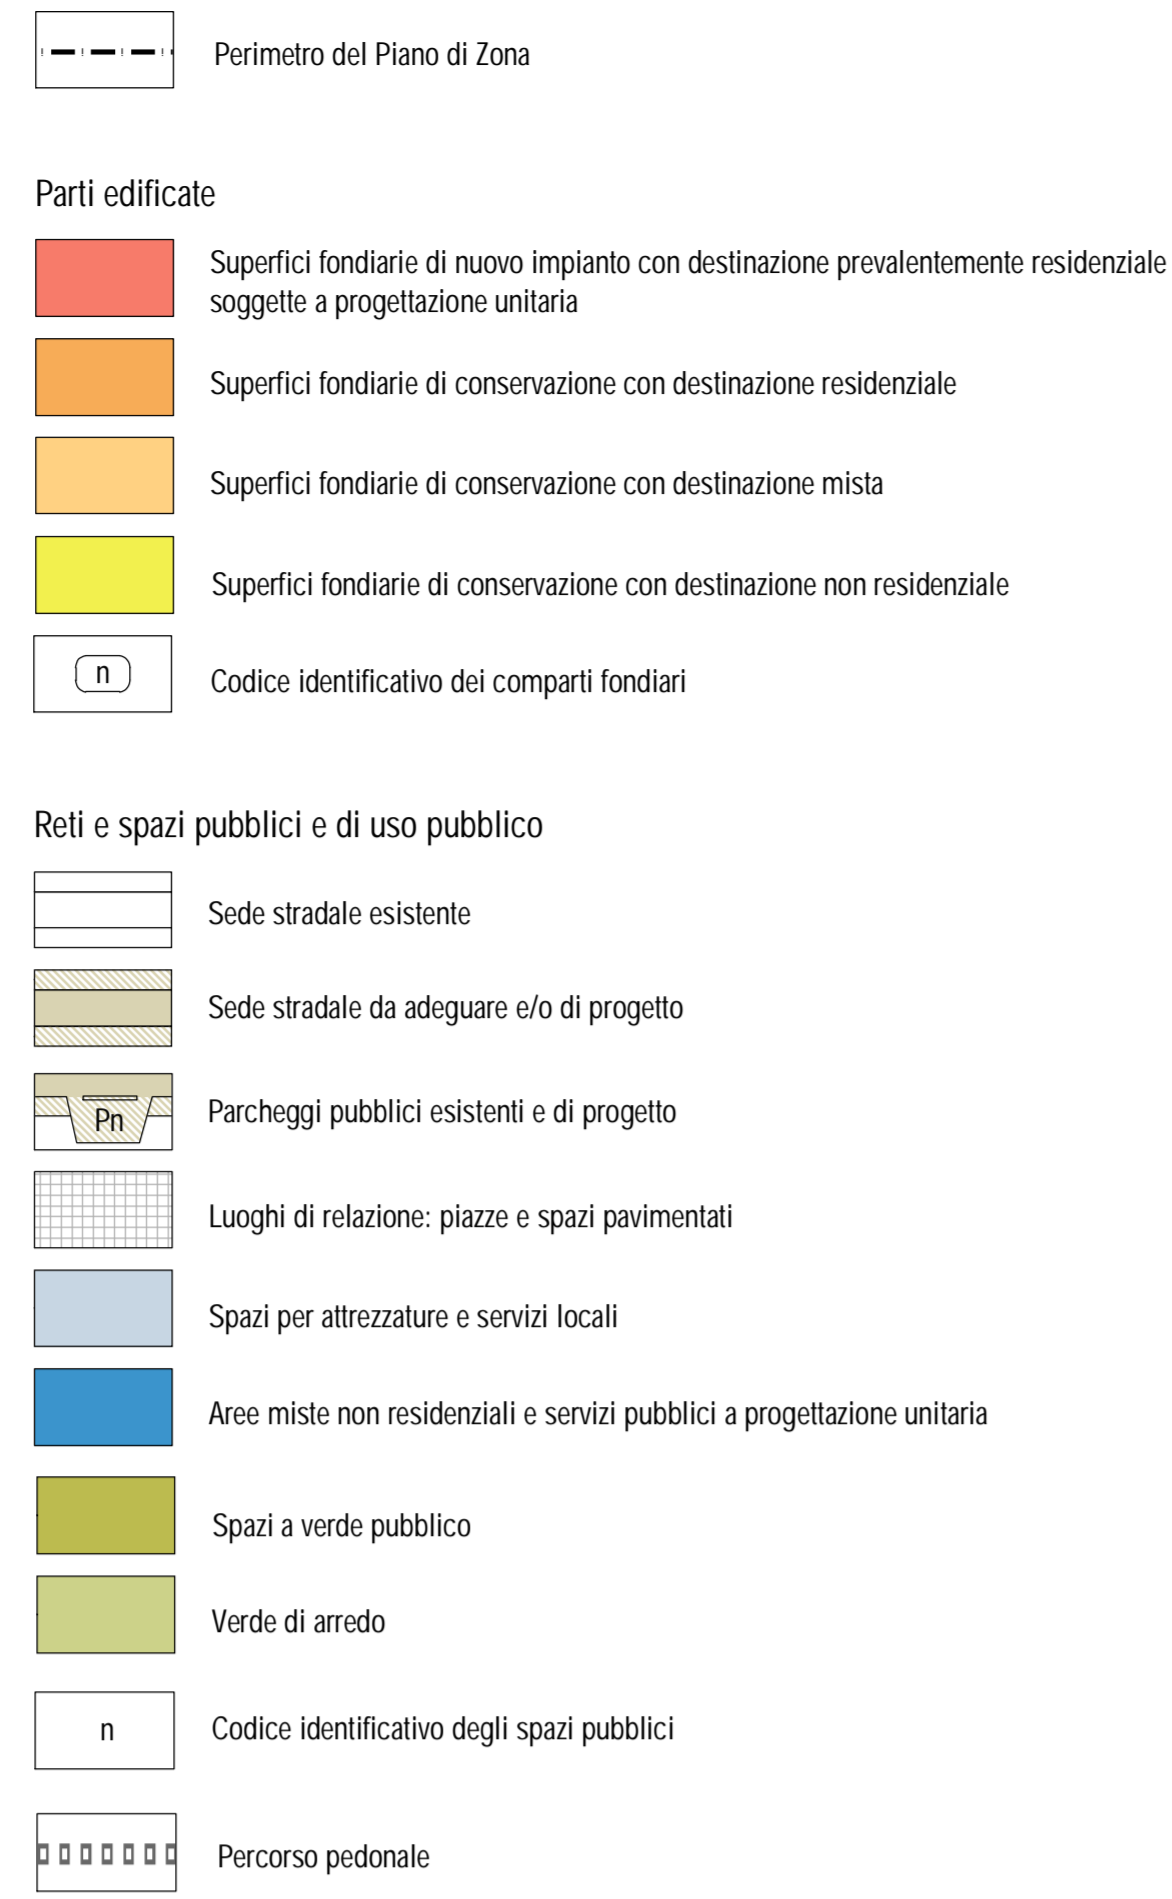 Perimetro del Piano di Zona
Parti edificate
Superfici fondiarie di nuovo impianto con destinazione prevalentemente residenziale
soggette a progettazione unitaria
Superfici fondiarie di conservazione con destinazione residenziale
Superfici fondiarie di conservazione con destinazione mista
Superfici fondiarie di conservazione con destinazione non residenziale
n Codice identificativo dei comparti fondiari
Reti e spazi pubblici e di uso pubblico
Sede stradale esistente
Sede stradale da adeguare e/o di progetto
Pn Parcheggi pubblici esistenti e di progetto
Luoghi di relazione: piazze e spazi pavimentati
Spazi per attrezzature e servizi locali
Aree miste non residenziali e servizi pubblici a progettazione unitaria
Spazi a verde pubblico
Verde di arredo
n Codice identificativo degli spazi pubblici
Percorso pedonale